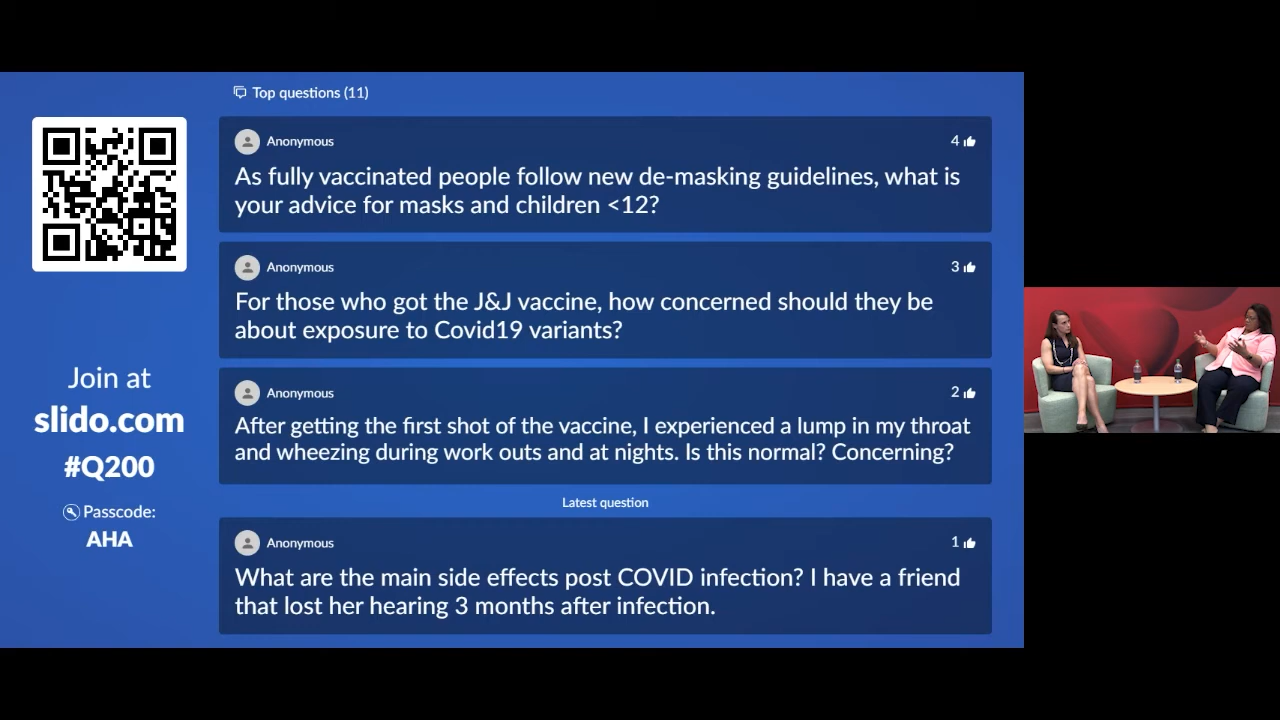 Top questions (11)
Anonymous
4
As fully vaccinated people follow new de-masking guidelines, what is
your advice for masks and children <12?
Anonymous
3
For those who got the J&J vaccine, how concerned should they be
about exposure to Covid19 variants?
Anonymous
2
After getting the first shot of the vaccine, I experienced a lump in my throat
and wheezing during work outs and at nights. Is this normal? Concerning?
Latest question
Anonymous
1
What are the main side effects post COVID infection? I have a friend
that lost her hearing 3 months after infection.
Join at
slido.com
#Q200
Passcode:
AHA